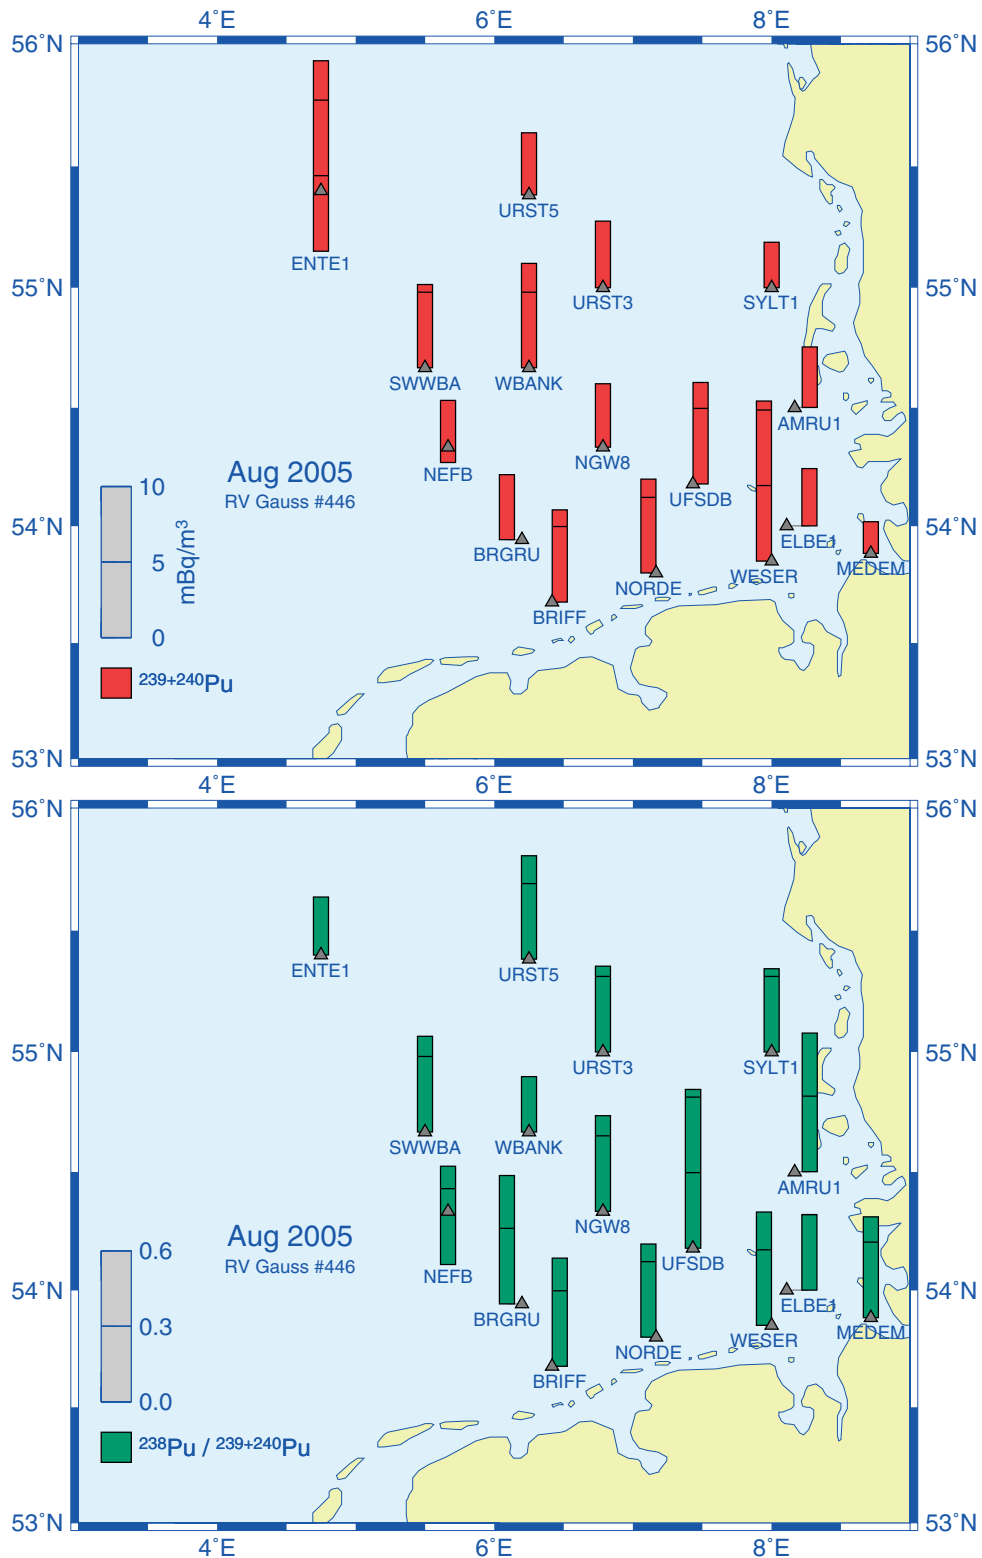 4°E 6°E 8°E
56°N 56°N
URST5
ENTE1
55°N URST3 SYLT1 55°N
SWWBA WBANK
AMRU1
NGW8
Aug 2005 NEFB
10 RV Gauss #446 UFSDB
54°N BRGRU ELBE1 54°N
5 mBq/m³ WESER MEDEM
NORDE
0 BRIFF
239+240Pu
53°N 53°N
4°E 6°E 8°E
56°N 56°N
ENTE1 URST5
55°N URST3 SYLT1 55°N
SWWBA WBANK
AMRU1
NGW8
Aug 2005 UFSDB
0.6 RV Gauss #446 NEFB
54°N BRGRU ELBE1 54°N
0.3 WESER MEDEM
NORDE
0.0 BRIFF
238Pu / 239+240Pu
53°N 53°N
4°E 6°E 8°E